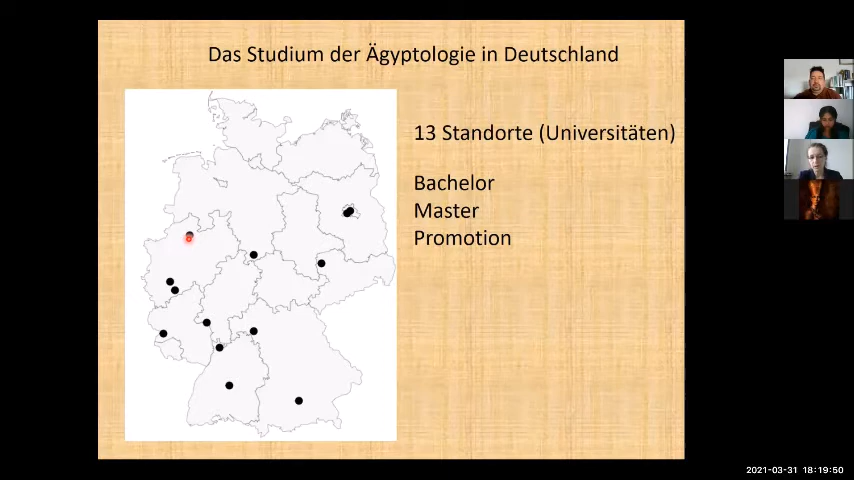 Das Studium der Ägyptologie in Deutschland
13 Standorte (Universitäten)
Bachelor
Master
Promotion
2021-03-31 18:19:50